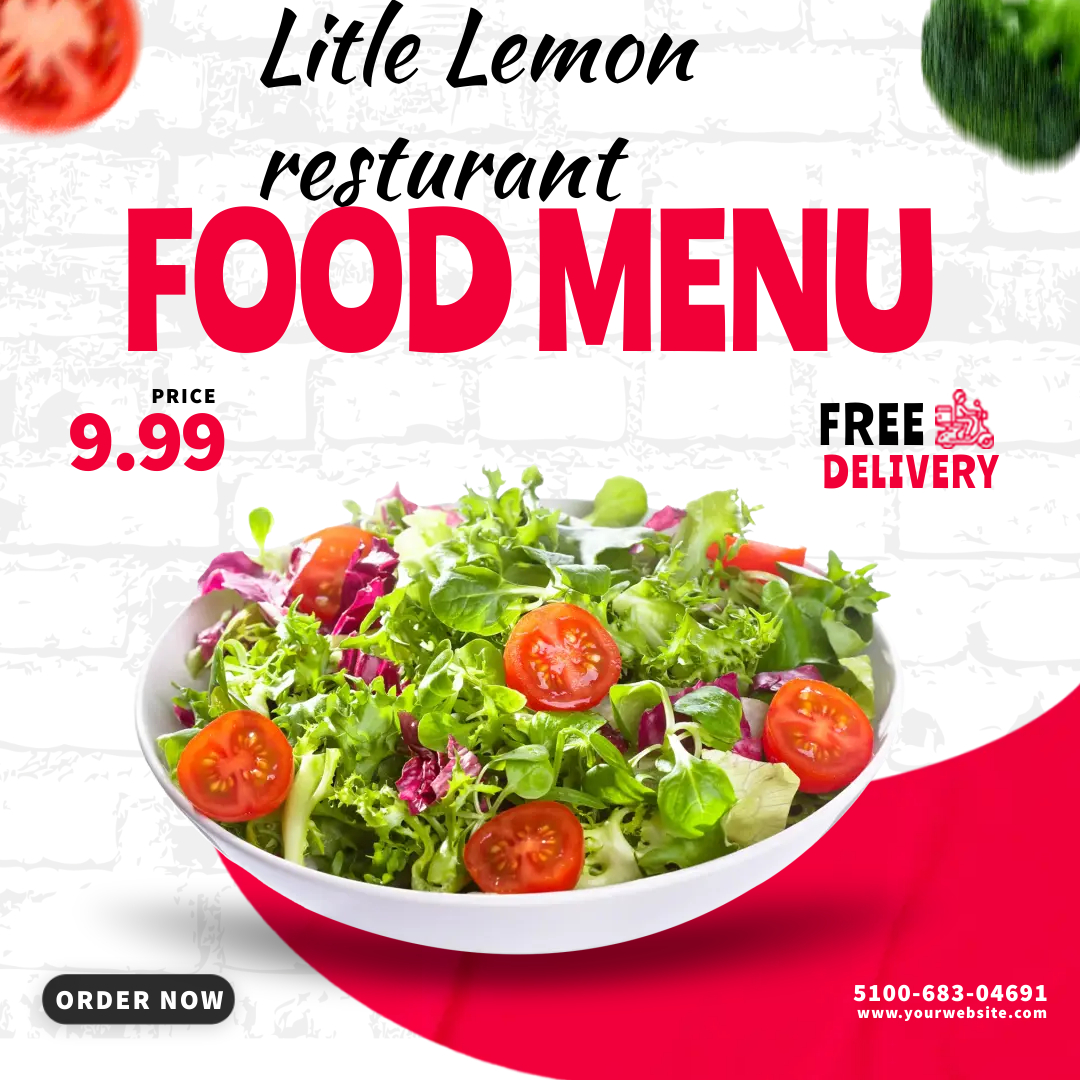 Litle Lemon
resturant
FOOD MENU
PRICE
9.99
FREE
DELIVERY
ORDER NOW
5100-683-04691
www.yourwebsite.com